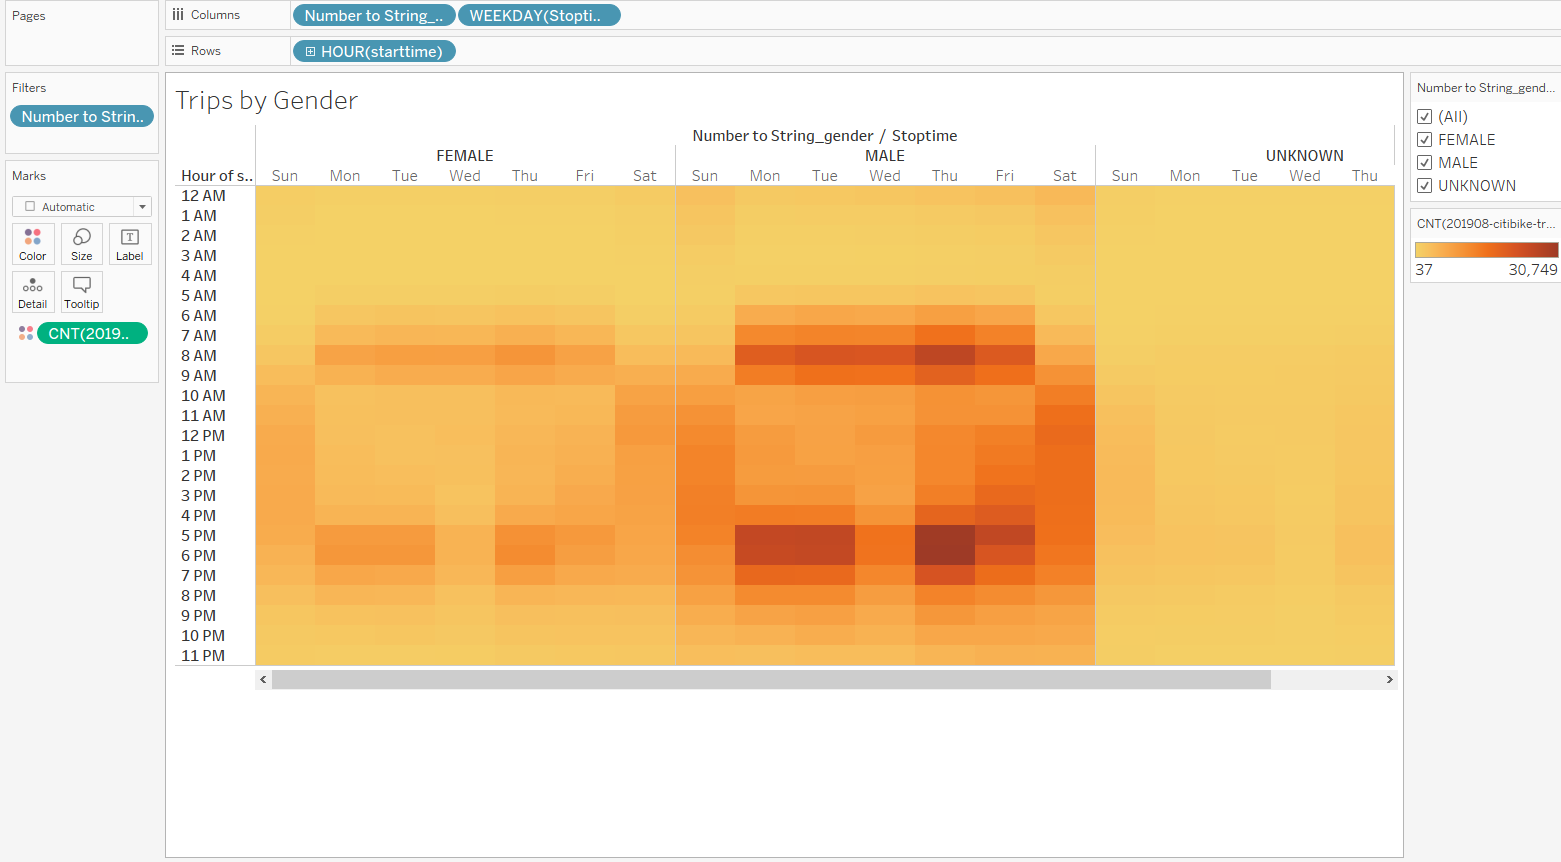 Pages
Columns
Number to String_..
WEEKDAY(Stopti..
Rows
HOUR(starttime)
Filters
Number to Strin..
Marks
Automatic
Color
Size
Label
Detail
Tooltip
CNT(2019..
Trips by Gender
Number to String_gender / Stoptime
FEMALE MALE UNKNOWN
Hour of s.. Sun Mon Tue Wed Thu Fri Sat Sun Mon Tue Wed Thu Fri Sat Sun Mon Tue Wed Thu
12 AM
1 AM
2 AM
3 AM
4 AM
5 AM
6 AM
7 AM
8 AM
9 AM
10 AM
11 AM
12 PM
1 PM
2 PM
3 PM
4 PM
5 PM
6 PM
7 PM
8 PM
9 PM
10 PM
11 PM
Number to String_gend...
(All)
FEMALE
MALE
UNKNOWN
CNT(201908-citibike-tr...
37 30,749